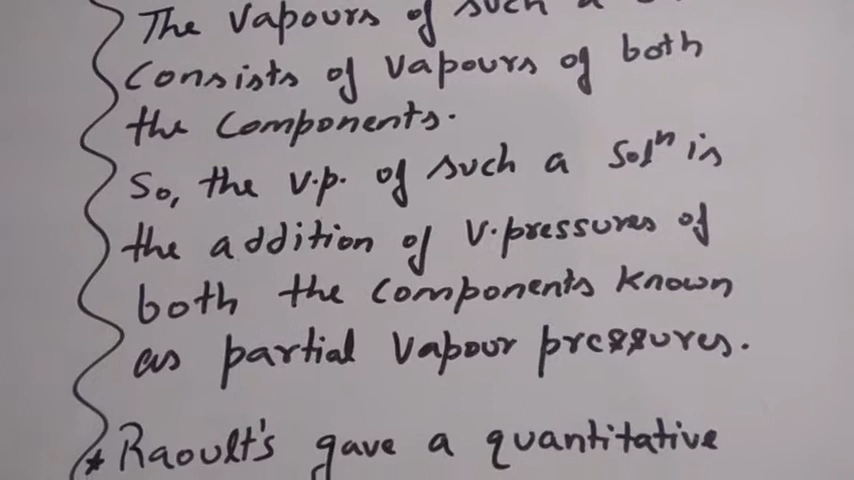 The vapours of such a
Consists of vapours of both
the components.
So, the v.p. of such a Solⁿ is
the addition of v.pressures of
both the components known
as partial vapour pressures.
* Raoult's gave a quantitative